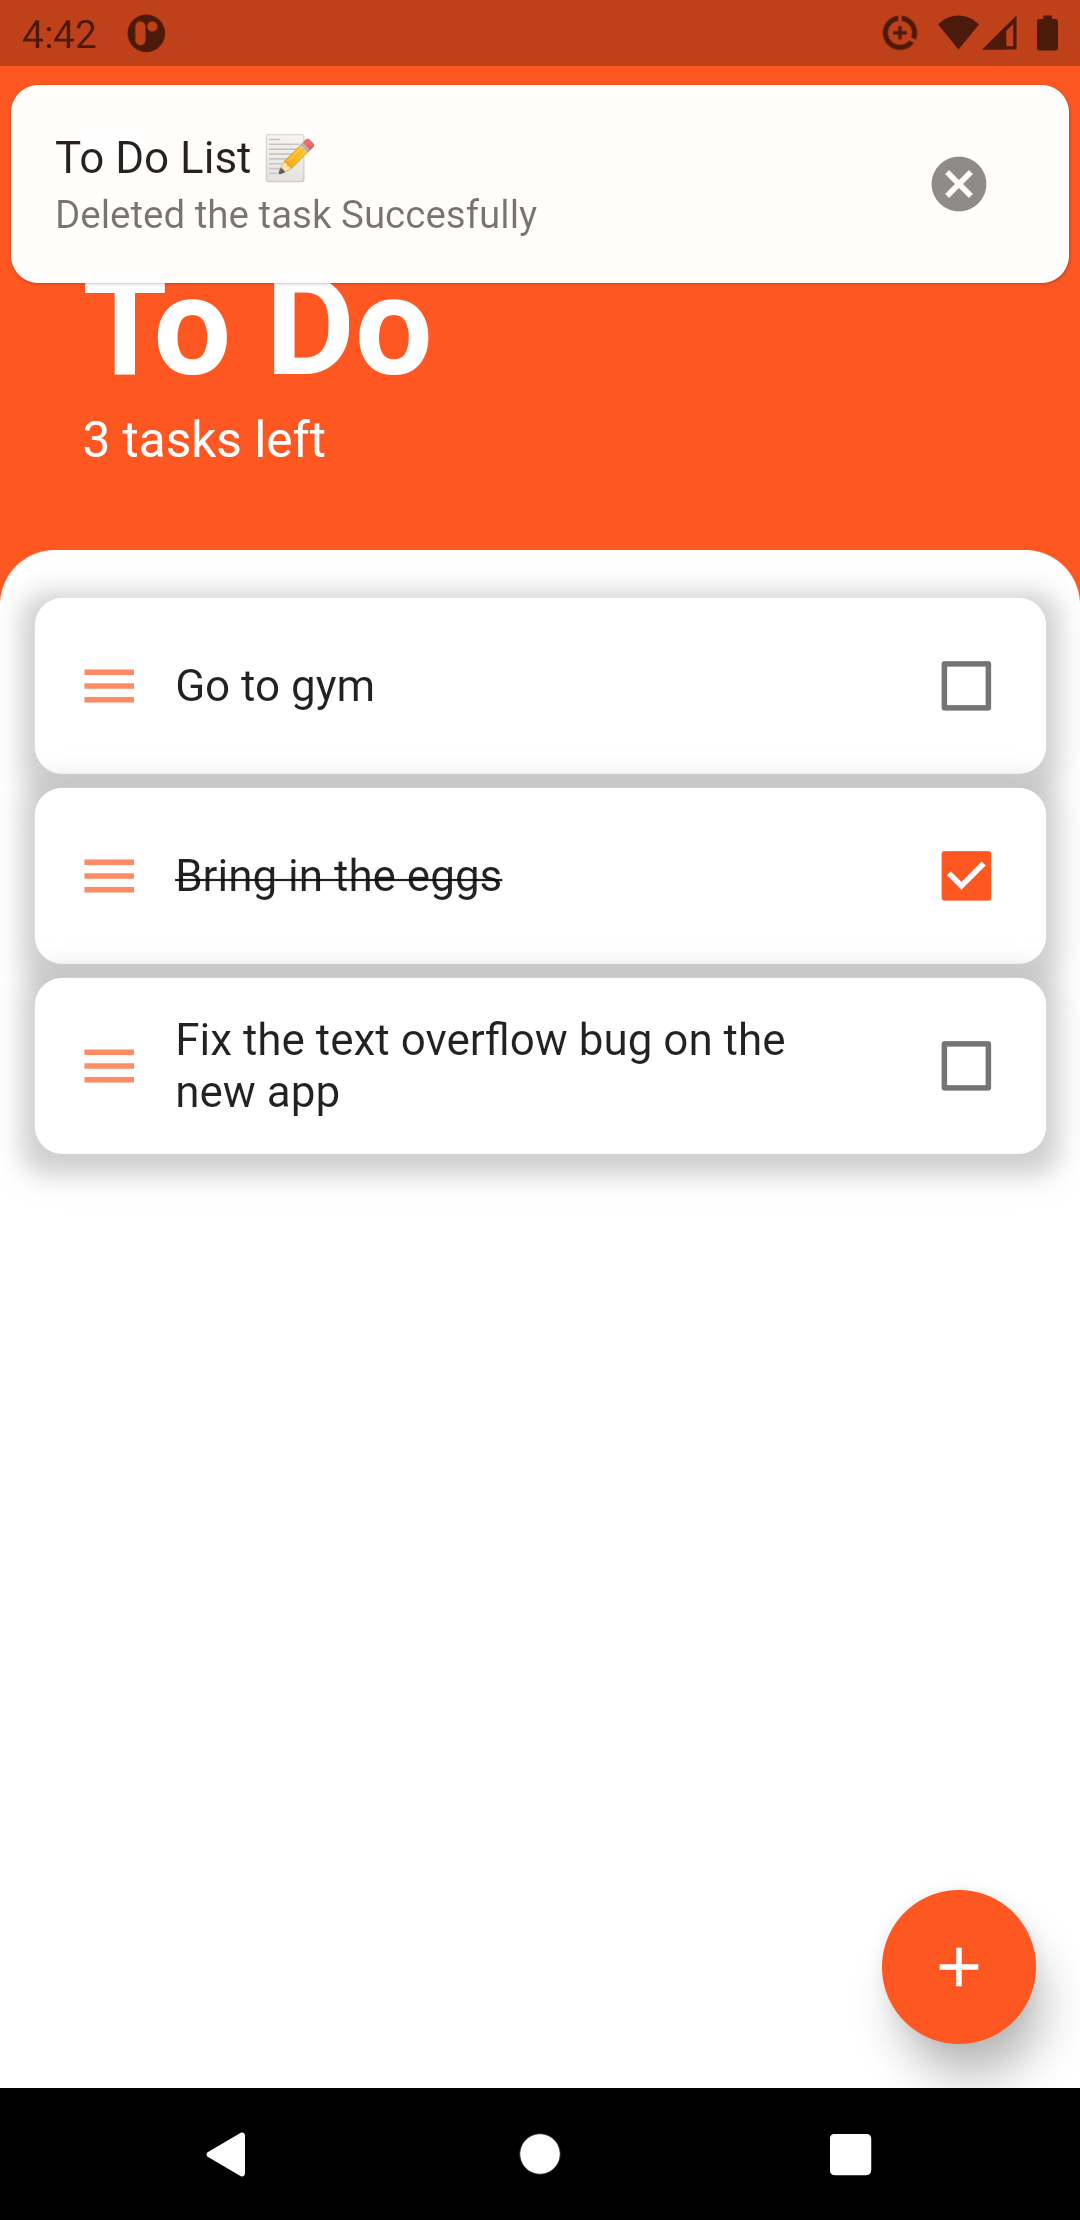 4:42
To Do List 📝
Deleted the task Succesfully
To Do
3 tasks left
Go to gym
Bring in the eggs
Fix the text overflow bug on the
new app